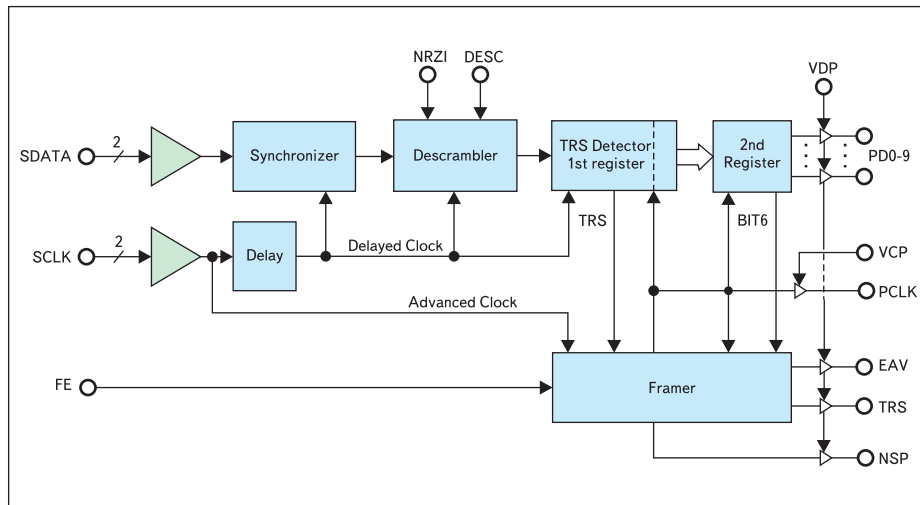 NRZI
DESC
VDP
2
SDATA
Synchronizer
Descrambler
TRS Detector
1st register
2nd
Register
PD0-9
TRS
BIT6
2
SCLK
Delay
Delayed Clock
VCP
PCLK
Advanced Clock
FE
Framer
EAV
TRS
NSP